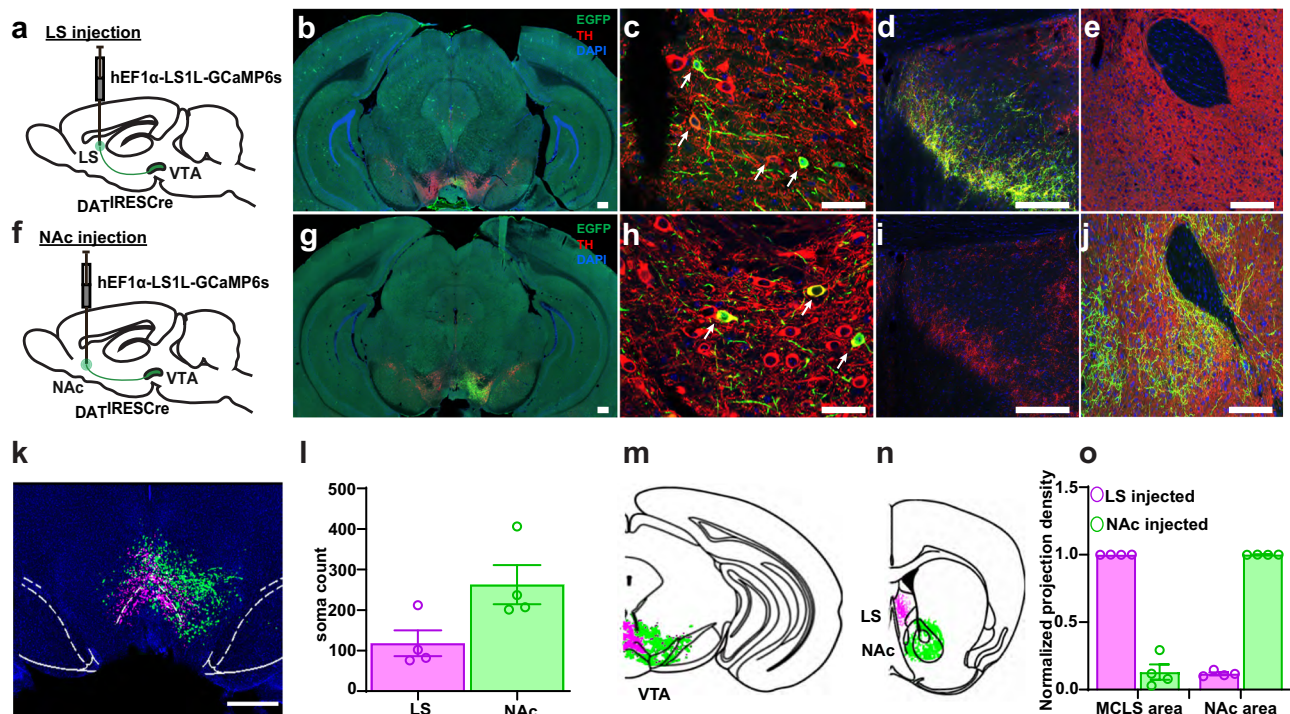 a
LS injection
hEF1α-LS1L-GCaMP6s
LS
VTA
DATIRESCre
b
EGFP
TH
DAPI
c
d
e
f
NAc injection
hEF1α-LS1L-GCaMP6s
NAc
VTA
DATIRESCre
g
EGFP
TH
DAPI
h
i
j
k
l
soma count
500
400
300
200
100
0
LS
NAc
m
VTA
n
LS
NAc
o
Normalized projection density
1.5
1.0
0.5
0.0
LS injected
NAc injected
MCLS area
NAc area